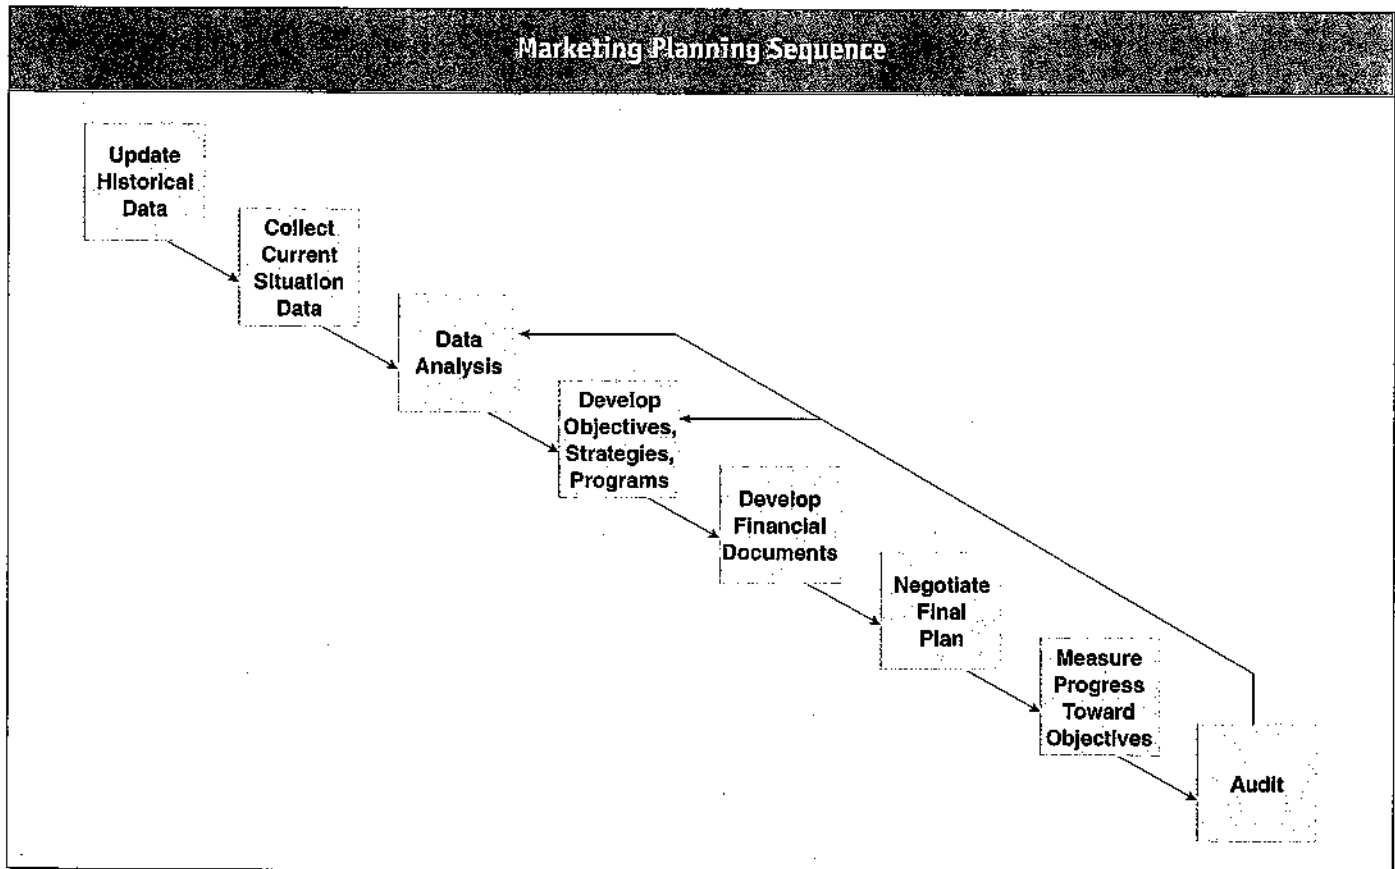 Marketing Planning Sequence
Update
Historical
Data
Collect
Current
Situation
Data
Data
Analysis
Develop
Objectives,
Strategies,
Programs
Develop
Financial
Documents
Negotiate
Final
Plan
Measure
Progress
Toward
Objectives
Audit